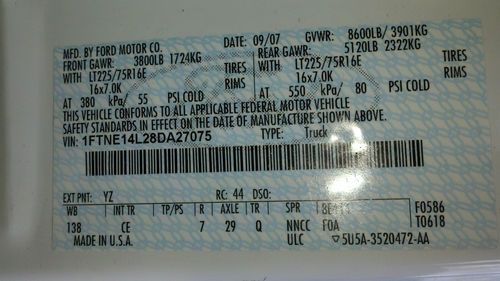 MFD. BY FORD MOTOR CO. DATE: 09/07 GVWR: 8600LB/ 3901KG
FRONT GAWR: 3800LB 1724KG REAR GAWR: 5120LB 2322KG
WITH LT225/75R16E TIRES WITH LT225/75R16E TIRES
16x7.0K RIMS 16x7.0K RIMS
AT 380 kPa/ 55 PSI COLD AT 550 kPa/ 80 PSI COLD
THIS VEHICLE CONFORMS TO ALL APPLICABLE FEDERAL MOTOR VEHICLE
SAFETY STANDARDS IN EFFECT ON THE DATE OF MANUFACTURE SHOWN ABOVE.
VIN: 1FTNE14L28DA27075 TYPE: Truck
EXT PNT: YZ RC: 44 DSO:
WB INT TR TP/PS R AXLE TR SPR F0586
138 CE 7 29 Q NNCC F0A T0618
MADE IN U.S.A. ULC ▽5U5A-3520472-AA